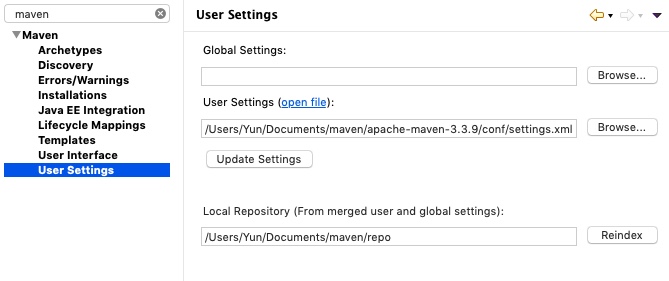 maven
Maven
Archetypes
Discovery
Errors/Warnings
Installations
Java EE Integration
Lifecycle Mappings
Templates
User Interface
User Settings
User Settings
Global Settings:
Browse...
User Settings (open file):
/Users/Yun/Documents/maven/apache-maven-3.3.9/conf/settings.xml
Browse...
Update Settings
Local Repository (From merged user and global settings):
/Users/Yun/Documents/maven/repo
Reindex